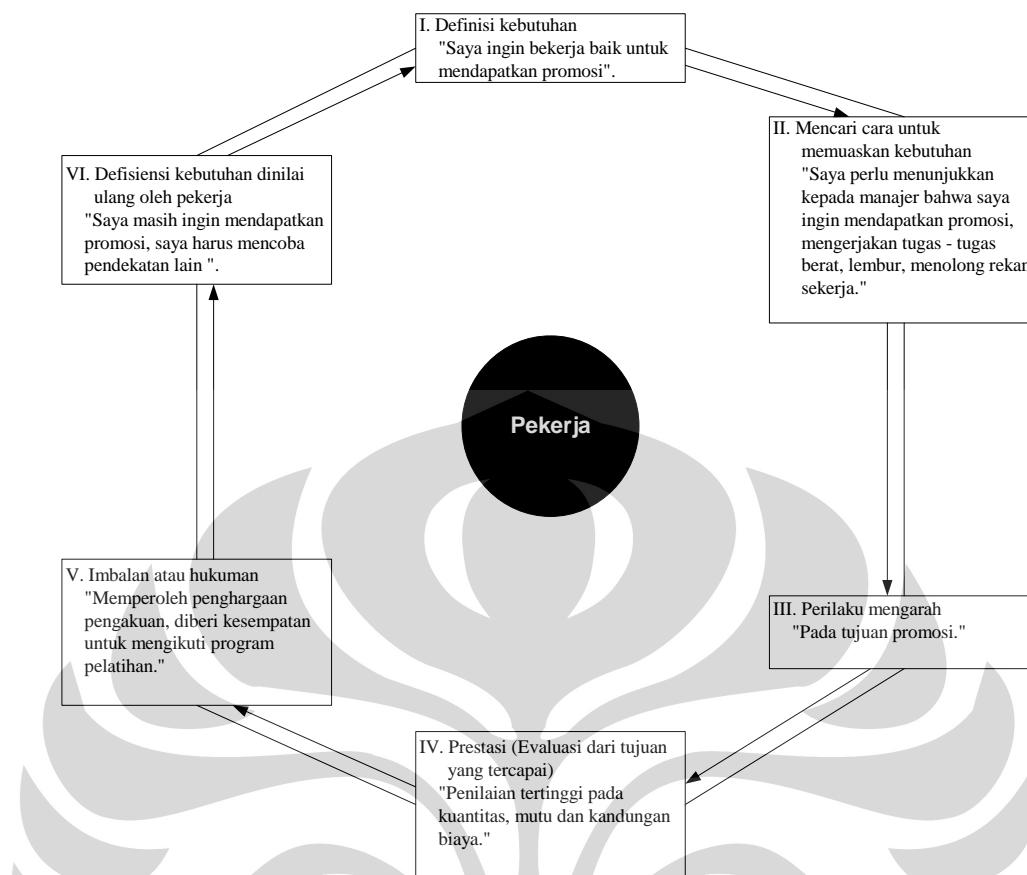 I. Definisi kebutuhan
"Saya ingin bekerja baik untuk
mendapatkan promosi".
II. Mencari cara untuk
memuaskan kebutuhan
"Saya perlu menunjukkan
kepada manajer bahwa saya
ingin mendapatkan promosi,
mengerjakan tugas - tugas
berat, lembur, menolong rekan
sekerja."
III. Perilaku mengarah
"Pada tujuan promosi."
IV. Prestasi (Evaluasi dari tujuan
yang tercapai)
"Penilaian tertinggi pada
kuantitas, mutu dan kandungan
biaya."
V. Imbalan atau hukuman
"Memperoleh penghargaan
pengakuan, diberi kesempatan
untuk mengikuti program
pelatihan."
VI. Defisiensi kebutuhan dinilai
ulang oleh pekerja
"Saya masih ingin mendapatkan
promosi, saya harus mencoba
pendekatan lain ".
Pekerja